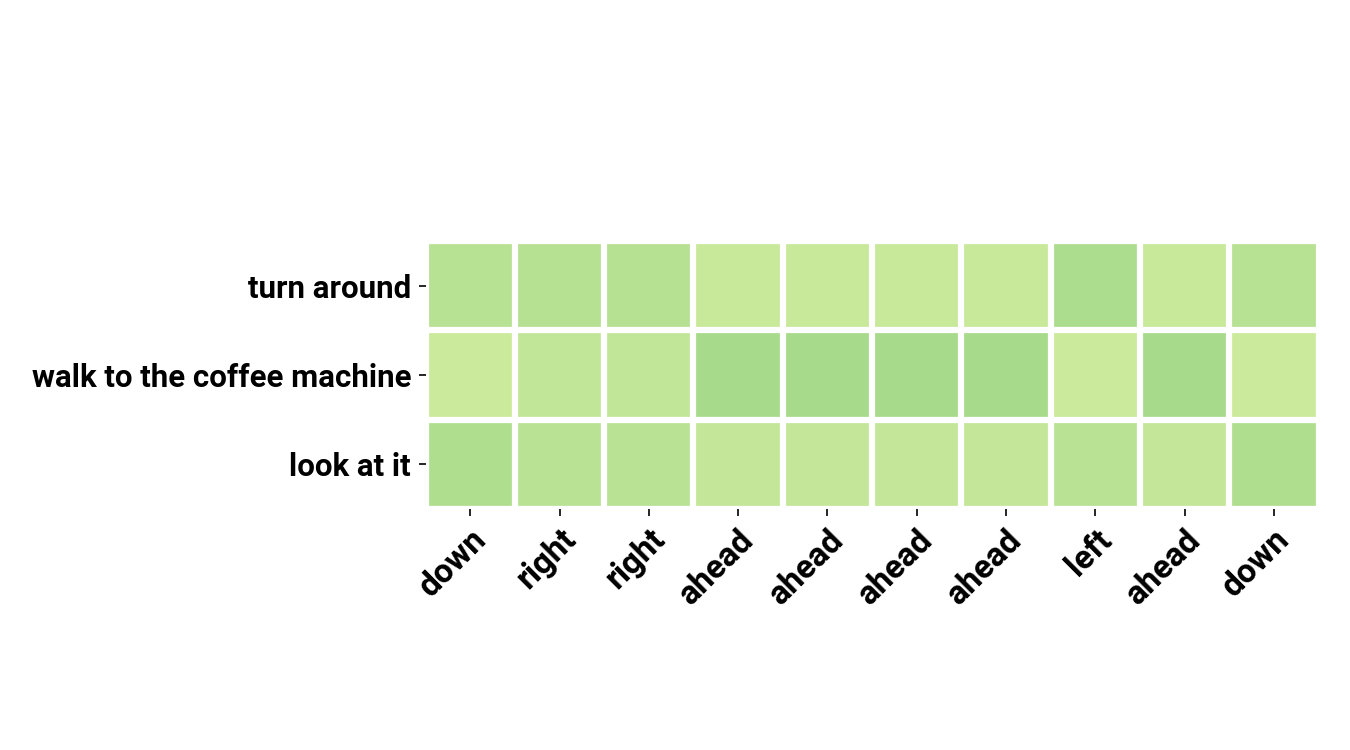 turn around
walk to the coffee machine
look at it
down
right
right
ahead
ahead
ahead
ahead
left
ahead
down